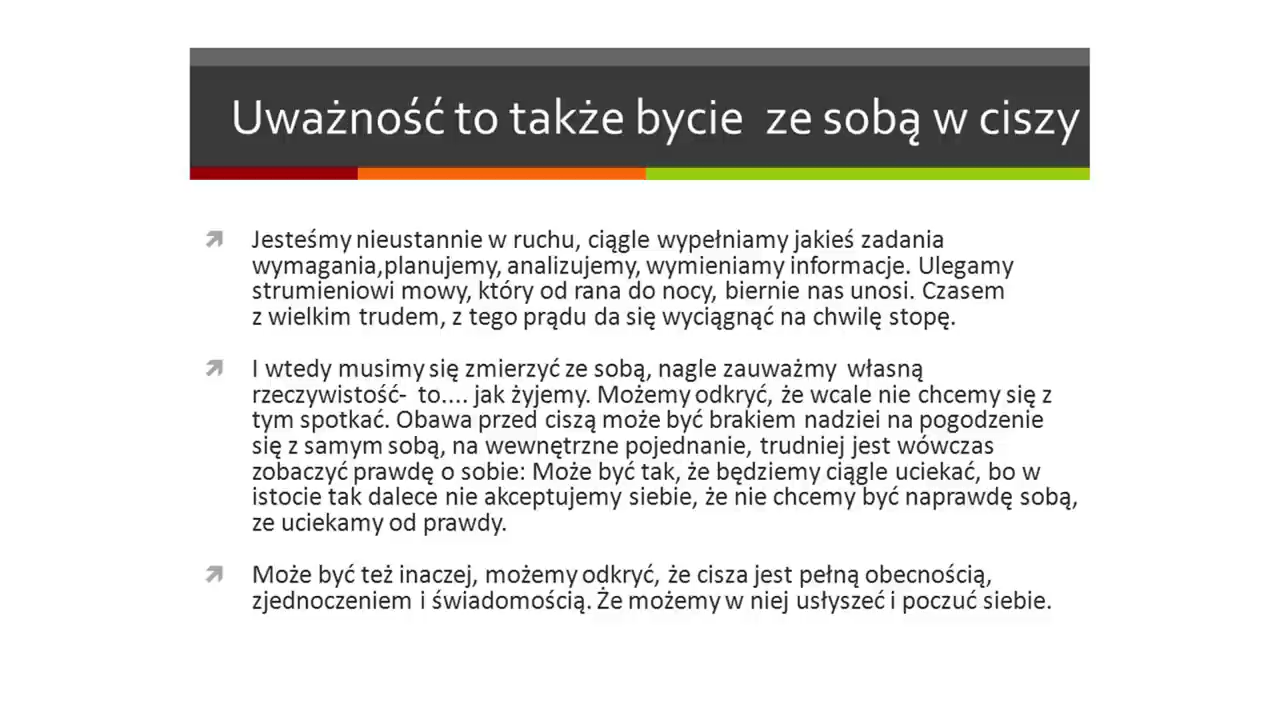 Uważność to także bycie  ze sobą w ciszy
Jesteśmy nieustannie w ruchu, ciągle wypełniamy jakieś zadania
wymagania,planujemy, analizujemy, wymieniamy informacje. Ulegamy
strumieniowi mowy, który od rana do nocy, biernie nas unosi. Czasem
z wielkim trudem, z tego prądu da się wyciągnąć na chwilę stopę.
I wtedy musimy się zmierzyć ze sobą, nagle zauważmy  własną
rzeczywistość-  to.... jak żyjemy. Możemy odkryć, że wcale nie chcemy się z
tym spotkać. Obawa przed ciszą może być brakiem nadziei na pogodzenie
się z samym sobą, na wewnętrzne pojednanie, trudniej jest wówczas
zobaczyć prawdę o sobie: Może być tak, że będziemy ciągle uciekać, bo w
istocie tak dalece nie akceptujemy siebie, że nie chcemy być naprawdę sobą,
ze uciekamy od prawdy.
Może być też inaczej, możemy odkryć, że cisza jest pełną obecnością,
zjednoczeniem i świadomością. Że możemy w niej usłyszeć i poczuć siebie.